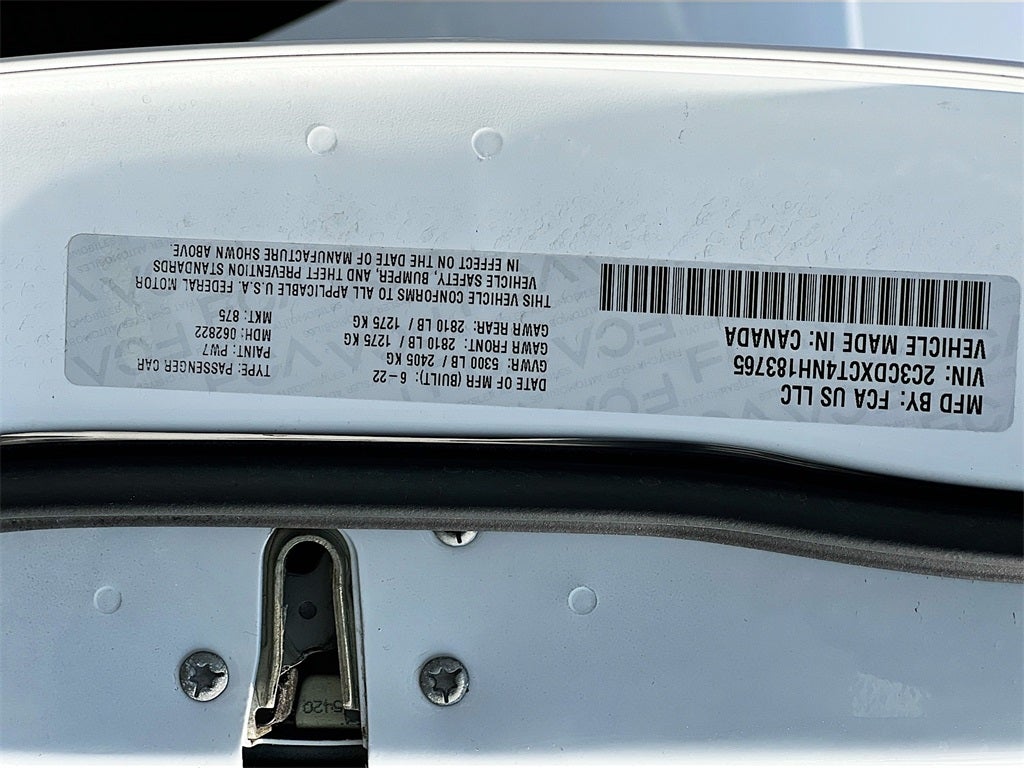 MFD BY: FCA US LLC
VIN: 2C3CDXCT4NH183765
VEHICLE MADE IN: CANADA
DATE OF MFR (BUILT): 6-22
GVWR: 5300 LB / 2405 KG
GAWR FRONT: 2810 LB / 1275 KG
GAWR REAR: 2810 LB / 1275 KG
THIS VEHICLE CONFORMS TO ALL APPLICABLE U.S.A. FEDERAL MOTOR
VEHICLE SAFETY, BUMPER, AND THEFT PREVENTION STANDARDS
IN EFFECT ON THE DATE OF MANUFACTURE SHOWN ABOVE.
TYPE: PASSENGER CAR
PAINT: PW7
MDH: 062822
MKT: 875
5420